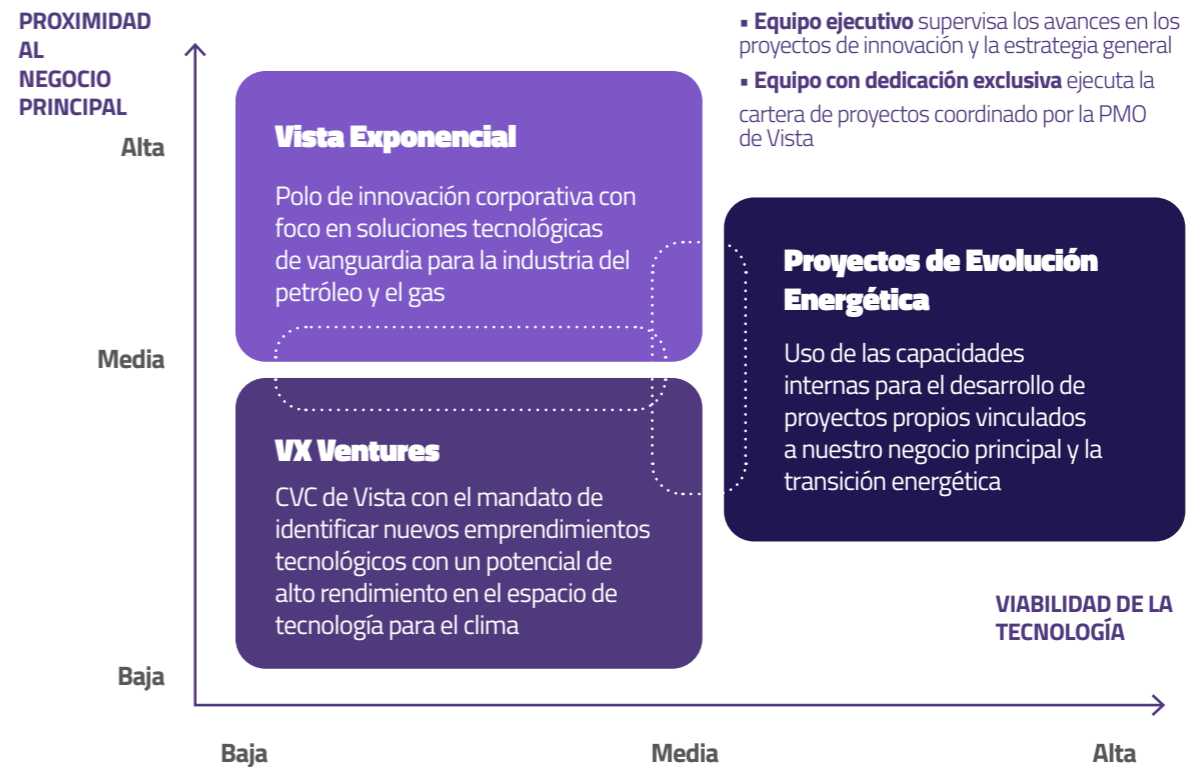 PROXIMIDAD
AL
NEGOCIO
PRINCIPAL
Alta
Media
Baja
▪ Equipo ejecutivo supervisa los avances en los
proyectos de innovación y la estrategia general
▪ Equipo con dedicación exclusiva ejecuta la
cartera de proyectos coordinado por la PMO
de Vista
Vista Exponencial
Polo de innovación corporativa con
foco en soluciones tecnológicas
de vanguardia para la industria del
petróleo y el gas
Proyectos de Evolución
Energética
Uso de las capacidades
internas para el desarrollo de
proyectos propios vinculados
a nuestro negocio principal y la
transición energética
VX Ventures
CVC de Vista con el mandato de
identificar nuevos emprendimientos
tecnológicos con un potencial de
alto rendimiento en el espacio de
tecnología para el clima
VIABILIDAD DE LA
TECNOLOGÍA
Baja
Media
Alta